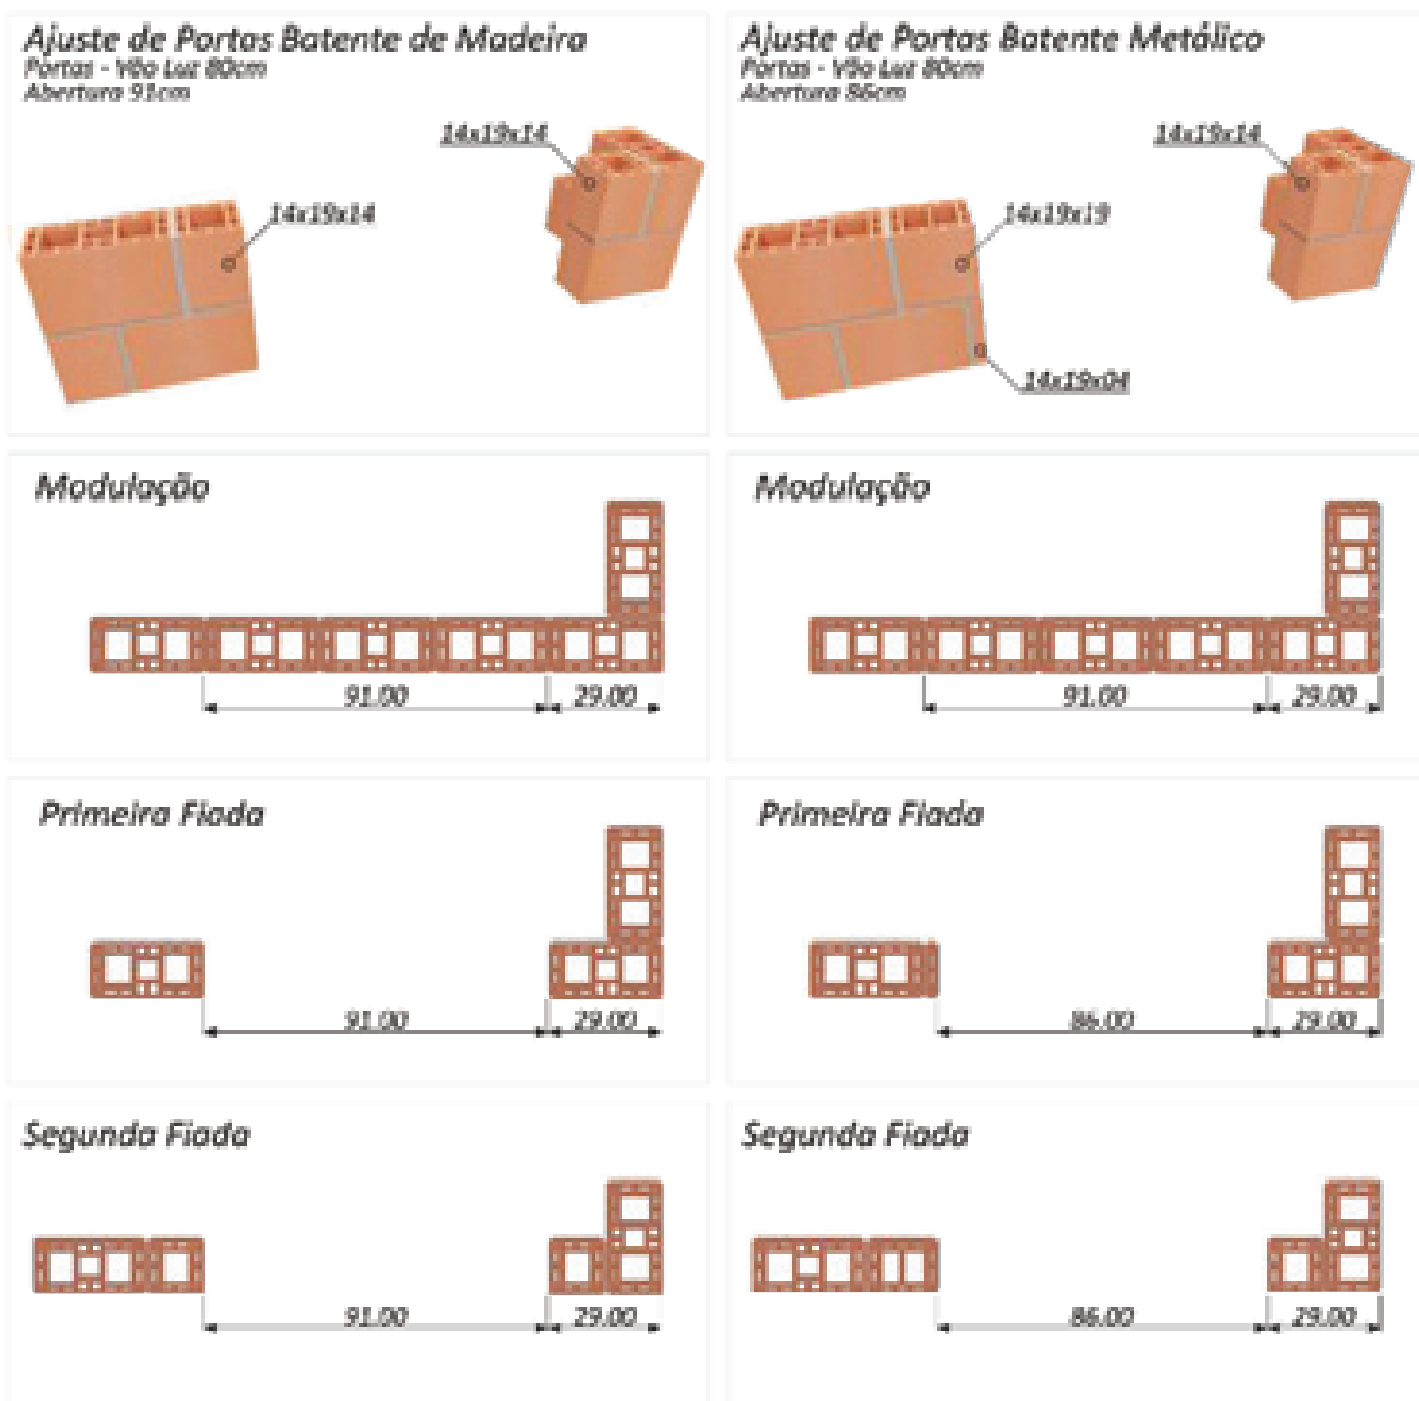 Ajuste de Portas Batente de Madeira
Portas - Vão Luz 80cm
Abertura 91cm
14x19x14
14x19x14
Modulação
91.00
29.00
Primeira Fiada
91.00
29.00
Segunda Fiada
91.00
29.00
Ajuste de Portas Batente Metálico
Portas - Vão Luz 80cm
Abertura 86cm
14x19x14
14x19x19
14x19x04
Modulação
91.00
29.00
Primeira Fiada
86.00
29.00
Segunda Fiada
86.00
29.00